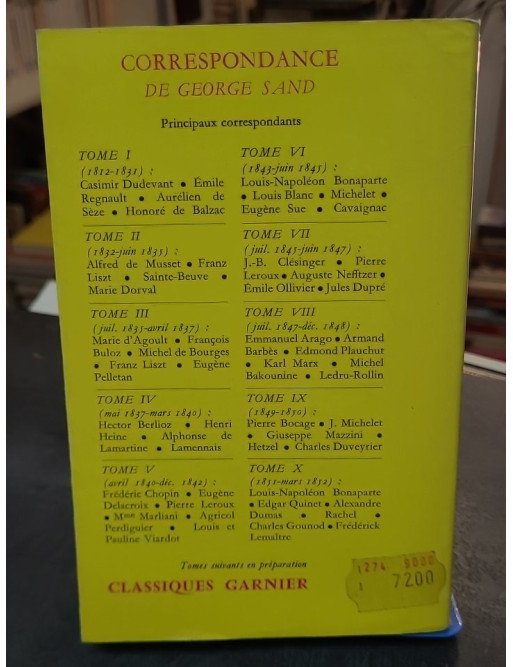 CORRESPONDANCE
DE GEORGE SAND
Principaux correspondants
TOME I
(1812-1831) :
Casimir Dudevant • Émile
Regnault • Aurélien de
Sèze • Honoré de Balzac
TOME II
(1832-juin 1835) :
Alfred de Musset • Franz
Liszt • Sainte-Beuve •
Marie Dorval
TOME III
(juil. 1835-avril 1837) :
Marie d'Agoult • François
Buloz • Michel de Bourges
• Franz Liszt • Eugène
Pelletan
TOME IV
(mai 1837-mars 1840) :
Hector Berlioz • Henri
Heine • Alphonse de
Lamartine • Lamennais
TOME V
(avril 1840-déc. 1842) :
Frédéric Chopin • Eugène
Delacroix • Pierre Leroux
• Mme Marliani • Agricol
Perdiguier • Louis et
Pauline Viardot
TOME VI
(1843-juin 1845) :
Louis-Napoléon Bonaparte
• Louis Blanc • Michelet •
Eugène Sue • Cavaignac
TOME VII
(juil. 1845-juin 1847) :
J.-B. Clésinger • Pierre
Leroux • Auguste Nefftzer •
Émile Ollivier • Jules Dupré
TOME VIII
(juil. 1847-déc. 1848) :
Emmanuel Arago • Armand
Barbès • Edmond Plauchut
• Karl Marx • Michel
Bakounine • Ledru-Rollin
TOME IX
(1849-1850) :
Pierre Bocage • J. Michelet
• Giuseppe Mazzini •
Hetzel • Charles Duveyrier
TOME X
(1851-mars 1852) :
Louis-Napoléon Bonaparte
• Edgar Quinet • Alexandre
Dumas • Rachel •
Charles Gounod • Frédérick
Lemaître
Tomes suivants en préparation
CLASSIQUES GARNIER
1274
7200